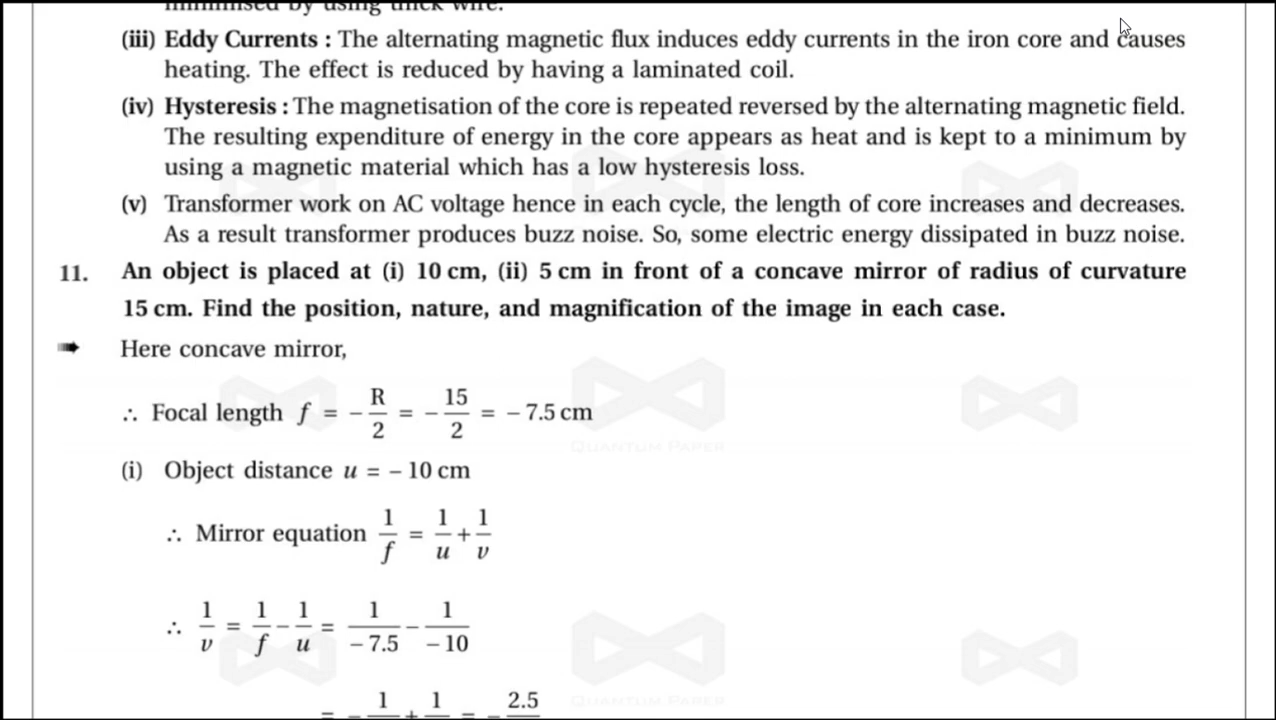 minimised by using thick wire.
(iii) Eddy Currents : The alternating magnetic flux induces eddy currents in the iron core and causes
heating. The effect is reduced by having a laminated coil.
(iv) Hysteresis : The magnetisation of the core is repeated reversed by the alternating magnetic field.
The resulting expenditure of energy in the core appears as heat and is kept to a minimum by
using a magnetic material which has a low hysteresis loss.
(v) Transformer work on AC voltage hence in each cycle, the length of core increases and decreases.
As a result transformer produces buzz noise. So, some electric energy dissipated in buzz noise.
11. An object is placed at (i) 10 cm, (ii) 5 cm in front of a concave mirror of radius of curvature
15 cm. Find the position, nature, and magnification of the image in each case.
➠ Here concave mirror,
∴ Focal length f = – R/2 = – 15/2 = – 7.5 cm
QUANTUM PAPER
(i) Object distance u = – 10 cm
∴ Mirror equation 1/f = 1/u + 1/v
∴ 1/v = 1/f – 1/u = 1/– 7.5 – 1/– 10
= – 1 + 1 = – 2.5
QUANTUM PAPER